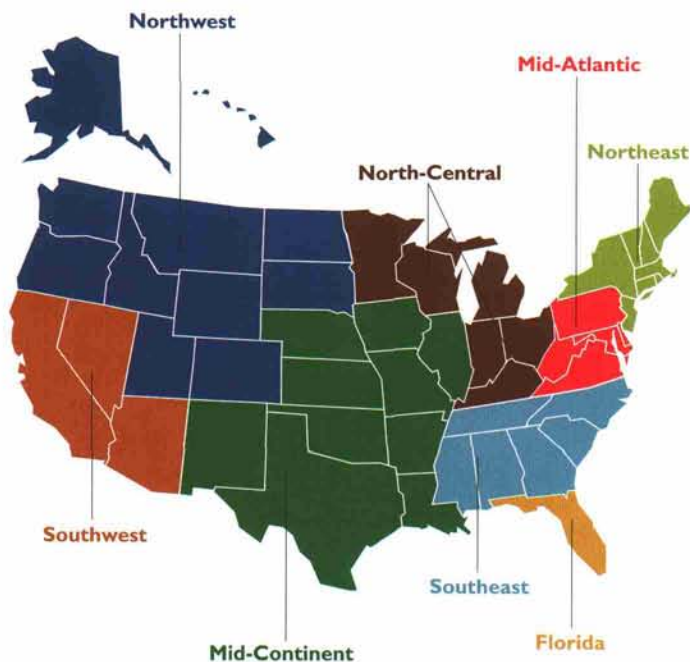 Northwest
Mid-Atlantic
Northeast
North-Central
Southwest
Southeast
Florida
Mid-Continent